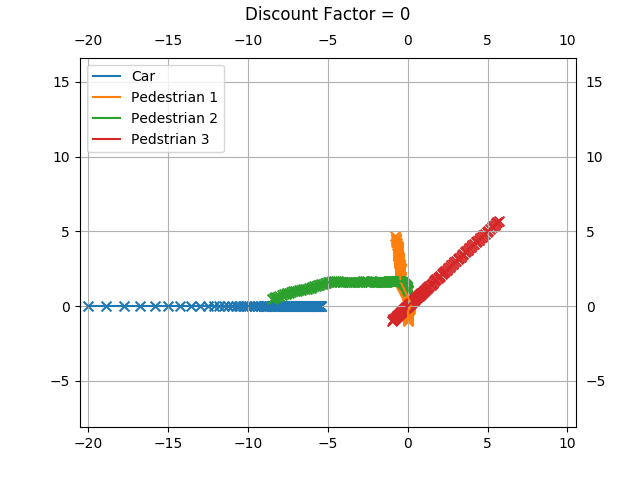 Discount Factor = 0
−20 −15 −10 −5 0 5 10
15 15
Car
Pedestrian 1
Pedestrian 2
Pedstrian 3
10 10
5 5
0 0
−5 −5
−20 −15 −10 −5 0 5 10